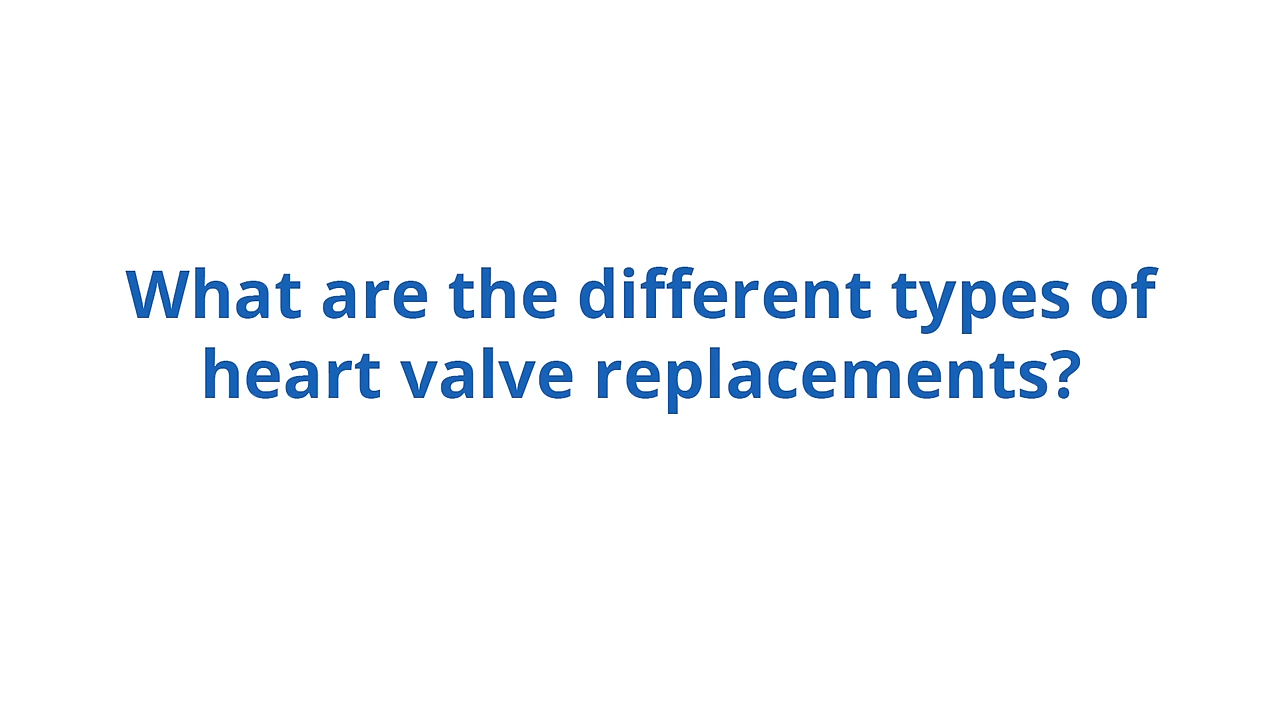 What are the different types of
heart valve replacements?